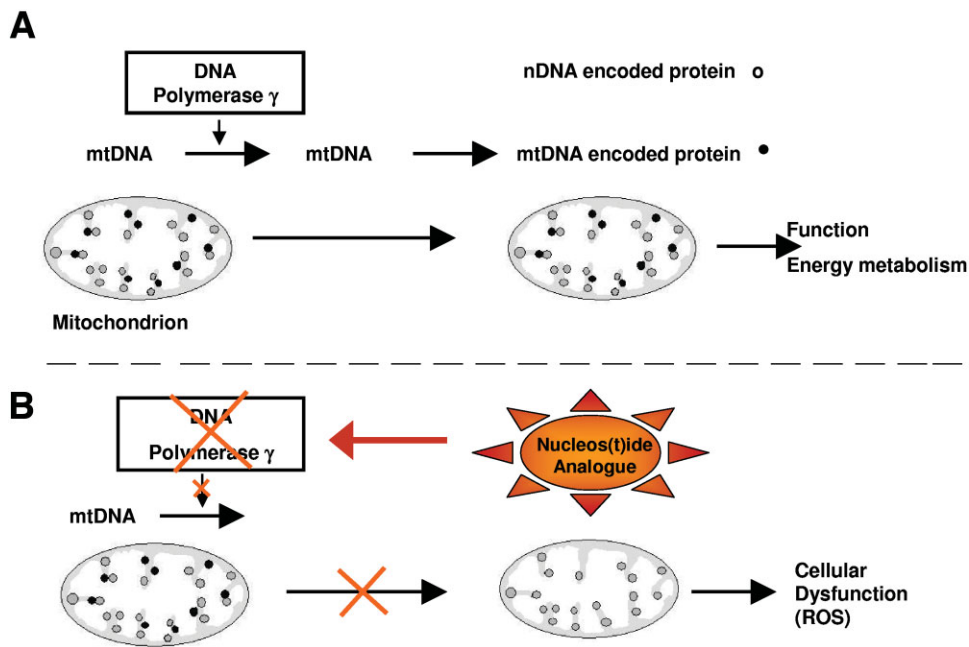 A
DNA
Polymerase γ
nDNA encoded protein
mtDNA
mtDNA
mtDNA encoded protein
Function
Energy metabolism
Mitochondrion
B
DNA
Polymerase γ
Nucleos(t)ide
Analogue
mtDNA
Cellular
Dysfunction
(ROS)